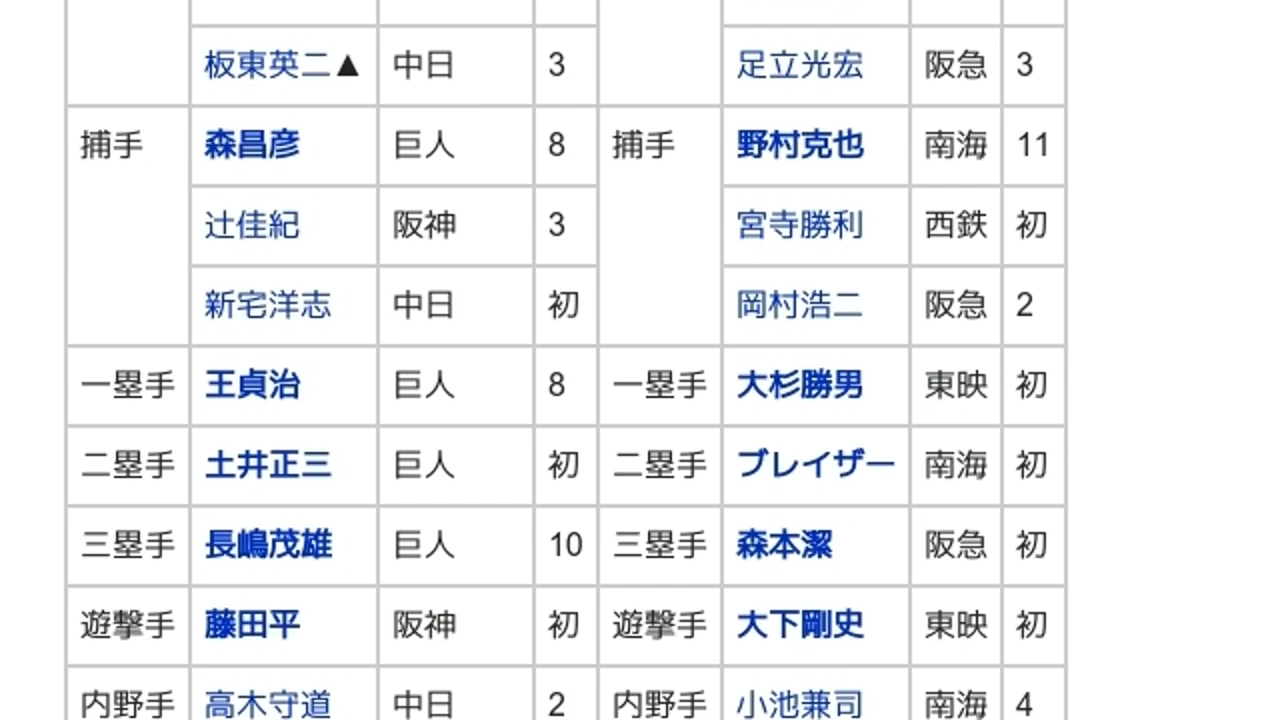 板東英二▲ 中日 3 足立光宏 阪急 3
捕手 森昌彦 巨人 8 捕手 野村克也 南海 11
辻佳紀 阪神 3 宮寺勝利 西鉄 初
新宅洋志 中日 初 岡村浩二 阪急 2
一塁手 王貞治 巨人 8 一塁手 大杉勝男 東映 初
二塁手 土井正三 巨人 初 二塁手 ブレイザー 南海 初
三塁手 長嶋茂雄 巨人 10 三塁手 森本潔 阪急 初
遊撃手 藤田平 阪神 初 遊撃手 大下剛史 東映 初
内野手 高木守道 中日 2 内野手 小池兼司 南海 4